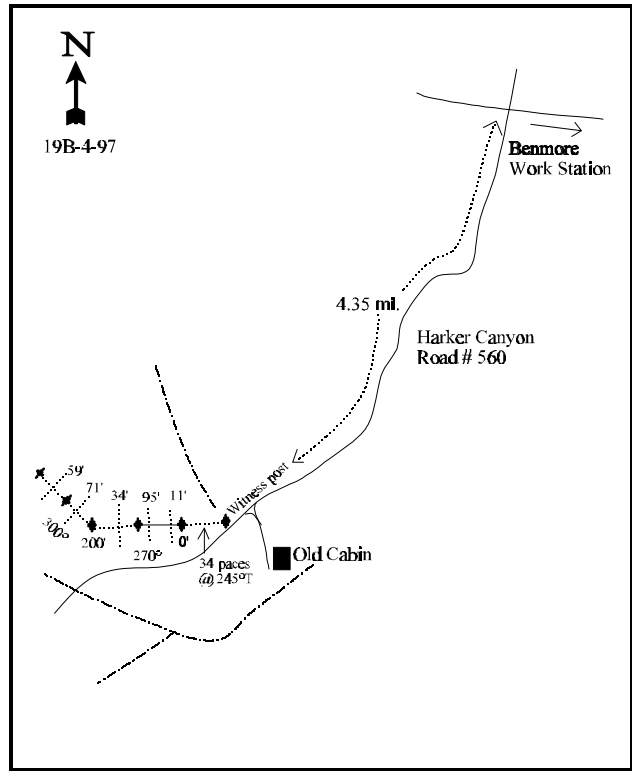 N
19B-4-97
Benmore
Work Station
4.35 mi.
Harker Canyon
Road # 560
Witness post
59'
71'
34'
95'
11'
300°
200'
270°
0'
34 paces
@ 245°T
Old Cabin